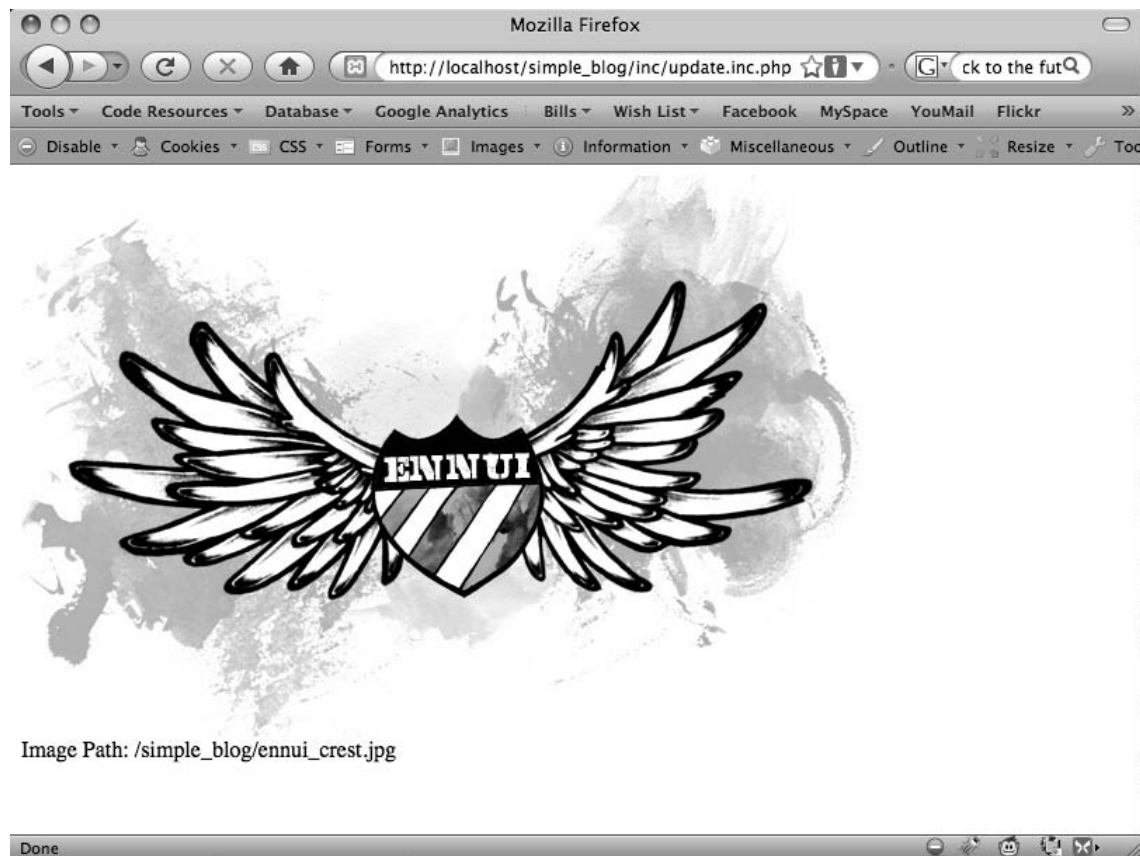 Mozilla Firefox
http://localhost/simple_blog/inc/update.inc.php G ck to the fut
Tools Code Resources Database Google Analytics Bills Wish List Facebook MySpace YouMail Flickr »
Disable Cookies CSS Forms Images Information Miscellaneous Outline Resize Too
ENNUI
Image Path: /simple_blog/ennui_crest.jpg
Done